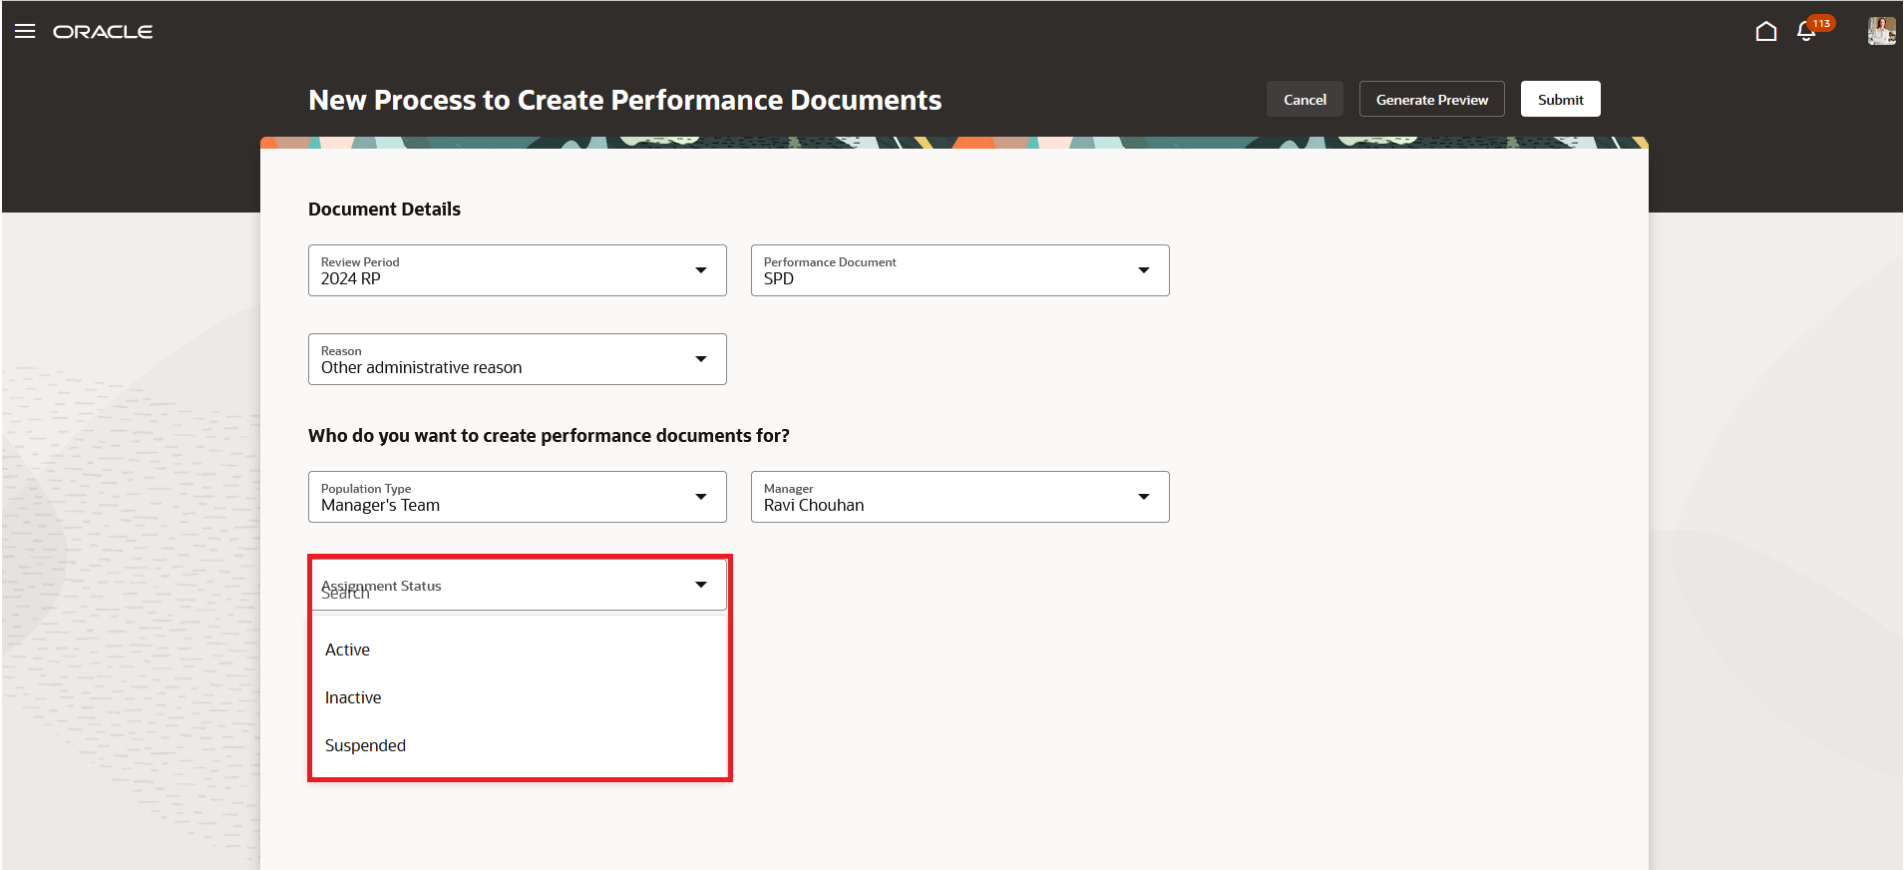 ORACLE
113
New Process to Create Performance Documents
Cancel
Generate Preview
Submit
Document Details
Review Period
2024 RP
Performance Document
SPD
Reason
Other administrative reason
Who do you want to create performance documents for?
Population Type
Manager's Team
Manager
Ravi Chouhan
Assignment Status
Search
Active
Inactive
Suspended